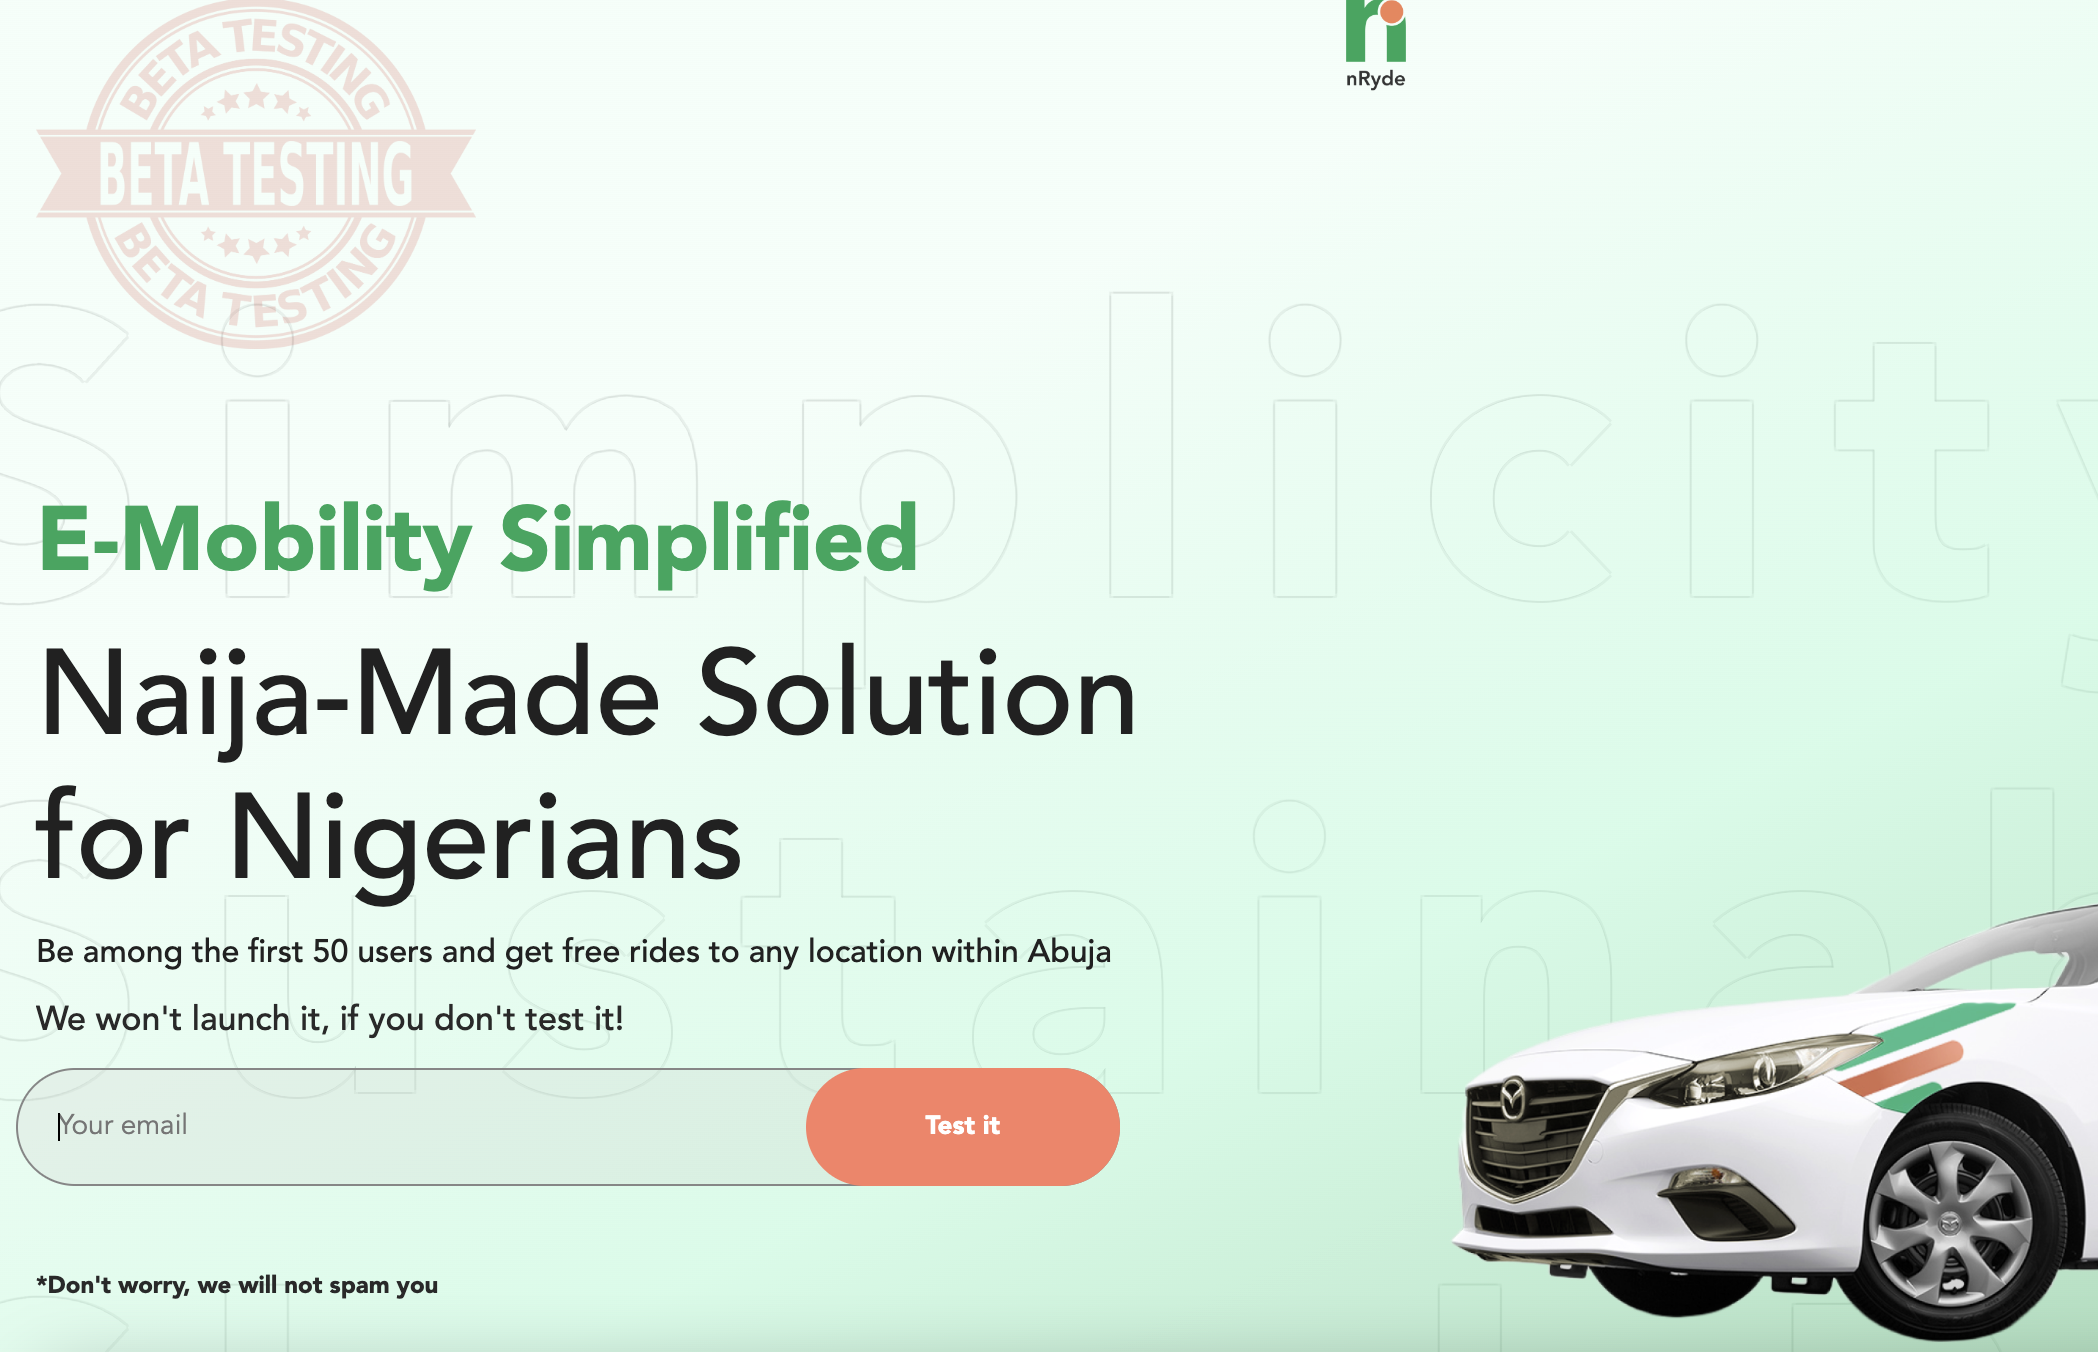 BETA TESTING
BETA TESTING
BETA TESTING
nRyde
Simplicity
E-Mobility Simplified
Naija-Made Solution
for Nigerians
Sustainab
Be among the first 50 users and get free rides to any location within Abuja
We won't launch it, if you don't test it!
Your email
Test it
*Don't worry, we will not spam you